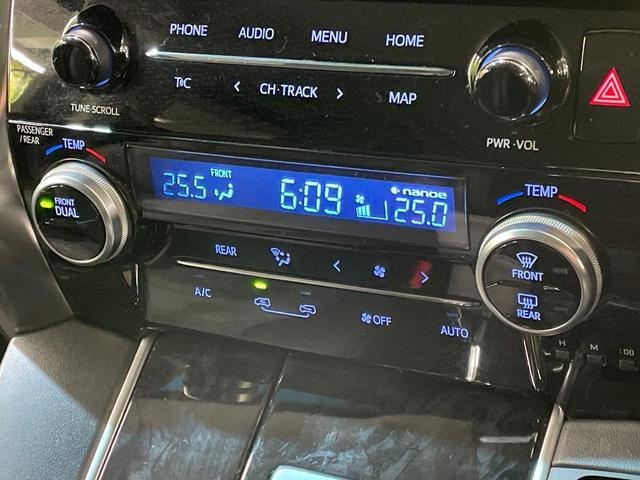 PHONE AUDIO MENU HOME
TUNE·SCROLL
CH·TRACK MAP
PWR·VOL
PASSENGER
/REAR
TEMP
TEMP
FRONT
25.5 6:09 25.0
nanoe
FRONT
DUAL
REAR
FRONT
REAR
A/C
OFF AUTO
H M :00